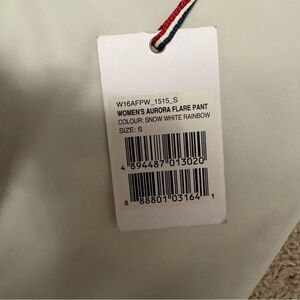 W16AFPW_1515_S
WOMEN'S AURORA FLARE PANT
COLOUR: SNOW WHITE RAINBOW
SIZE: S
4 894487 013020
8 88801 03164 1